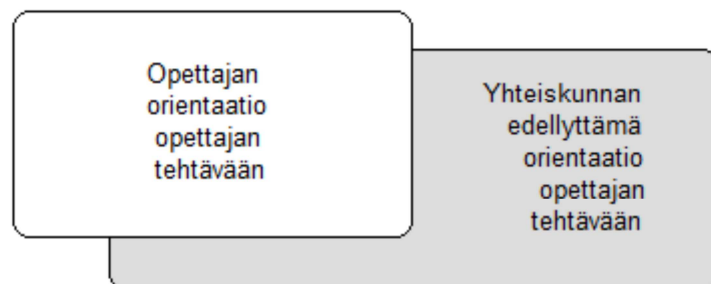 Opettajan
orientaatio
opettajan
tehtävään
Yhteiskunnan
edellyttämä
orientaatio
opettajan
tehtävään